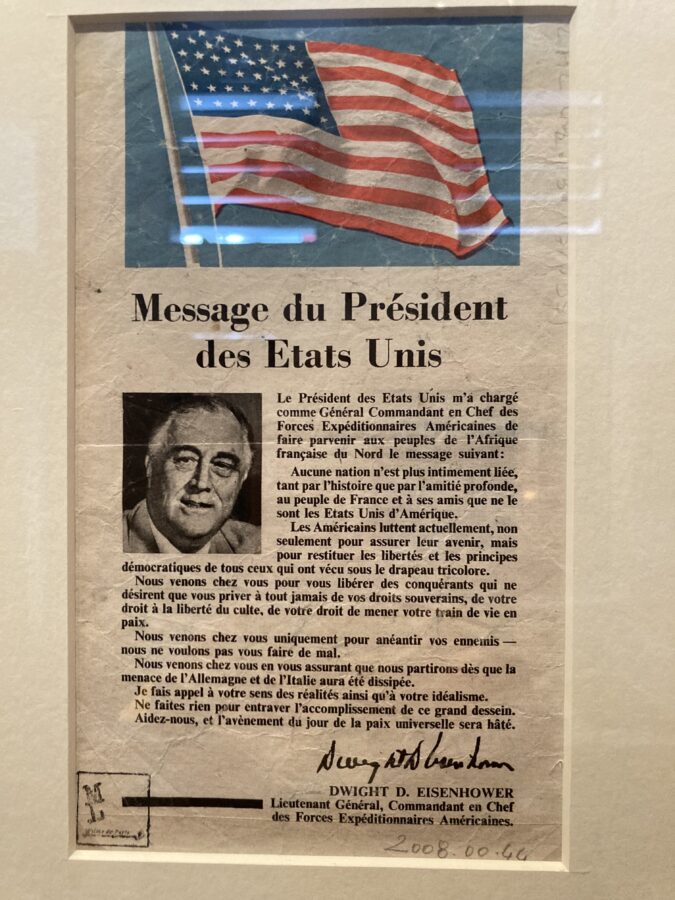 Message du Président
des Etats Unis
Le Président des Etats Unis m'a chargé
comme Général Commandant en Chef des
Forces Expéditionnaires Américaines de
faire parvenir aux peuples de l'Afrique
française du Nord le message suivant:
Aucune nation n'est plus intimement liée,
tant par l'histoire que par l'amitié profonde,
au peuple de France et à ses amis que ne le
sont les Etats Unis d'Amérique.
Les Américains luttent actuellement, non
seulement pour assurer leur avenir, mais
pour restituer les libertés et les principes
démocratiques de tous ceux qui ont vécu sous le drapeau tricolore.
Nous venons chez vous pour vous libérer des conquérants qui ne
désirent que vous priver à tout jamais de vos droits souverains, de votre
droit à la liberté du culte, de votre droit de mener votre train de vie en
paix.
Nous venons chez vous uniquement pour anéantir vos ennemis —
nous ne voulons pas vous faire de mal.
Nous venons chez vous en vous assurant que nous partirons dès que la
menace de l'Allemagne et de l'Italie aura été dissipée.
Je fais appel à votre sens des réalités ainsi qu'à votre idéalisme.
Ne faites rien pour entraver l'accomplissement de ce grand dessein.
Aidez-nous, et l'avènement du jour de la paix universelle sera hâté.
Dwight D Eisenhower
DWIGHT D. EISENHOWER
Lieutenant Général, Commandant en Chef
des Forces Expéditionnaires Américaines.
ML
2008.00.44